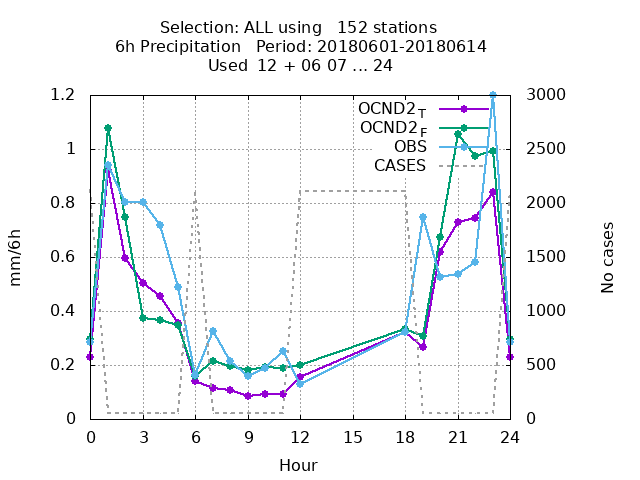 Selection: ALL using   152 stations
6h Precipitation   Period: 20180601-20180614
Used  12 + 06 07 ... 24
1.2
1
0.8
0.6
0.4
0.2
0
mm/6h
3000
2500
2000
1500
1000
500
0
No cases
OCND2 T
OCND2 F
OBS
CASES
0 3 6 9 12 15 18 21 24
Hour